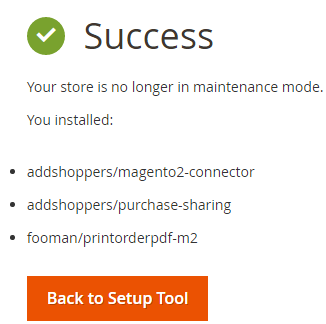 Success
Your store is no longer in maintenance mode.
You installed:
addshoppers/magento2-connector
addshoppers/purchase-sharing
fooman/printorderpdf-m2
Back to Setup Tool